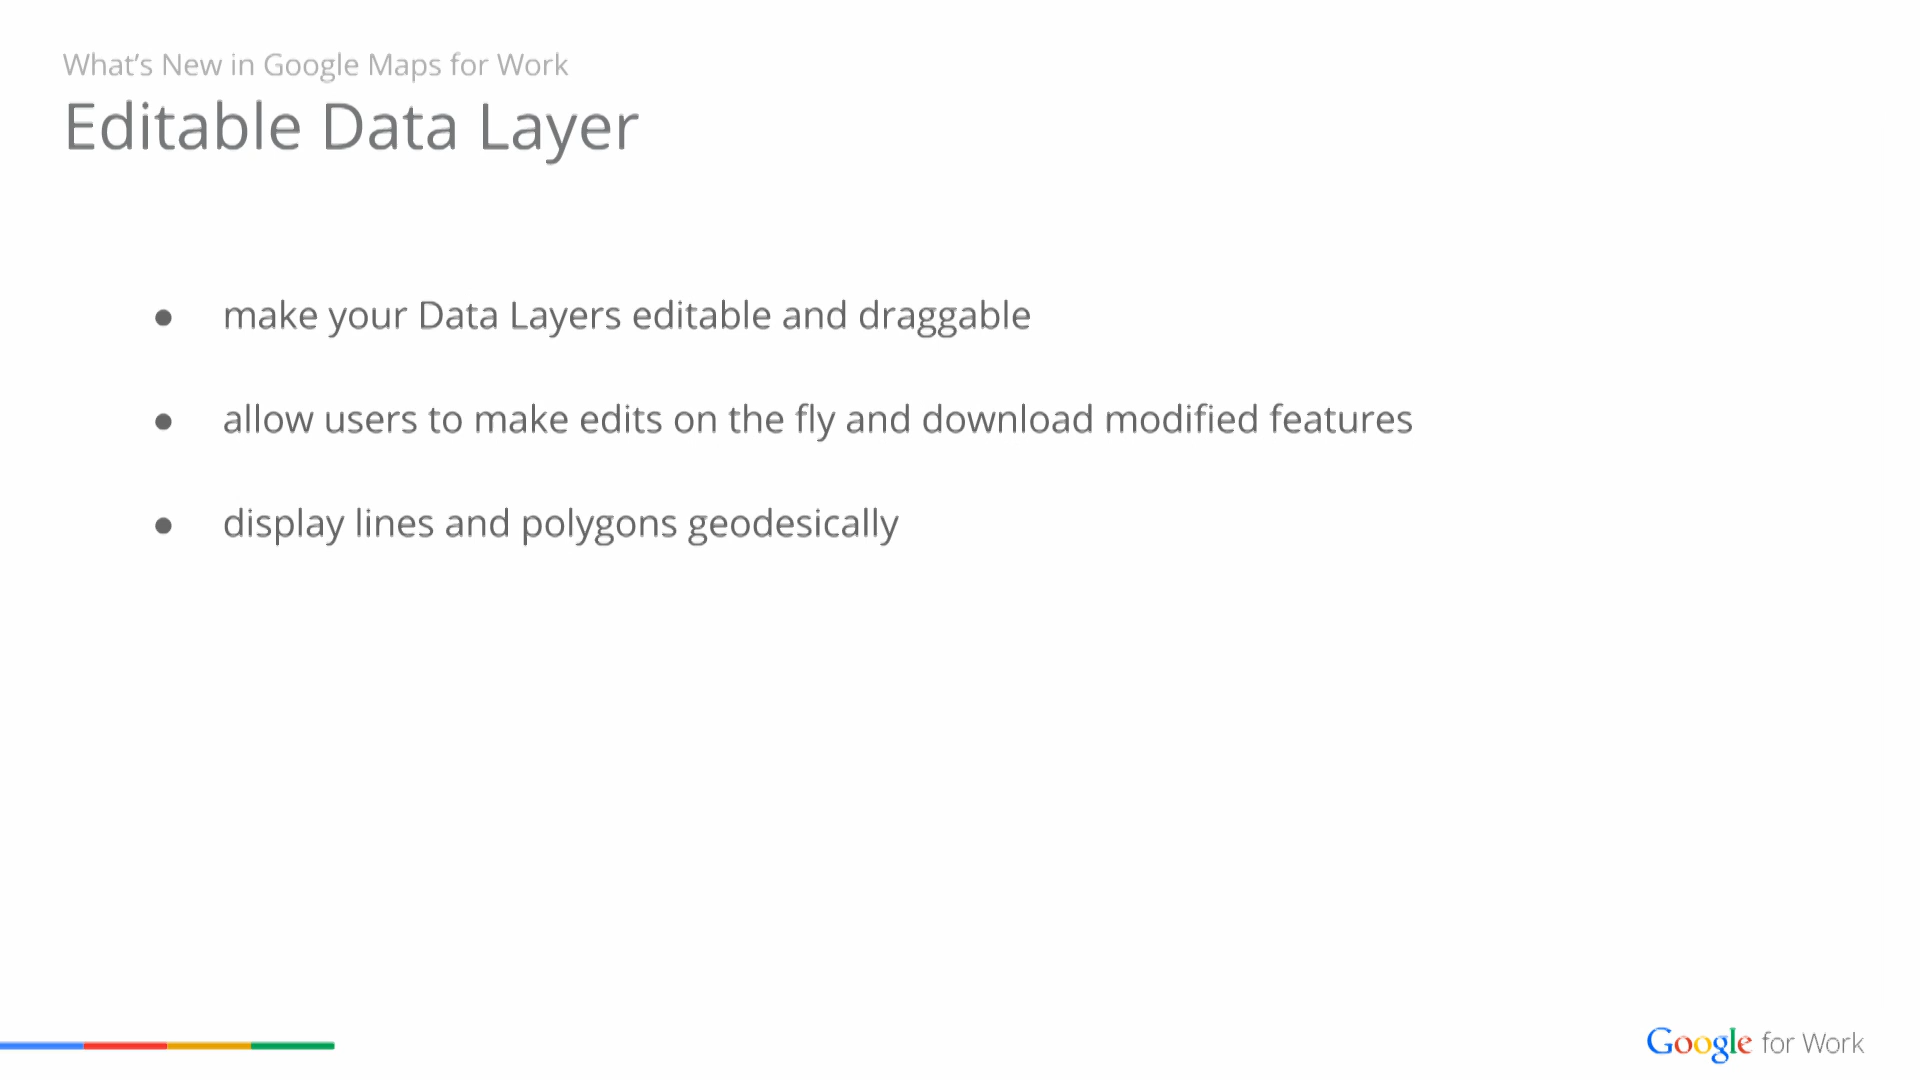 What's New in Google Maps for Work
Editable Data Layer
● make your Data Layers editable and draggable
● allow users to make edits on the fly and download modified features
● display lines and polygons geodesically
Google for Work